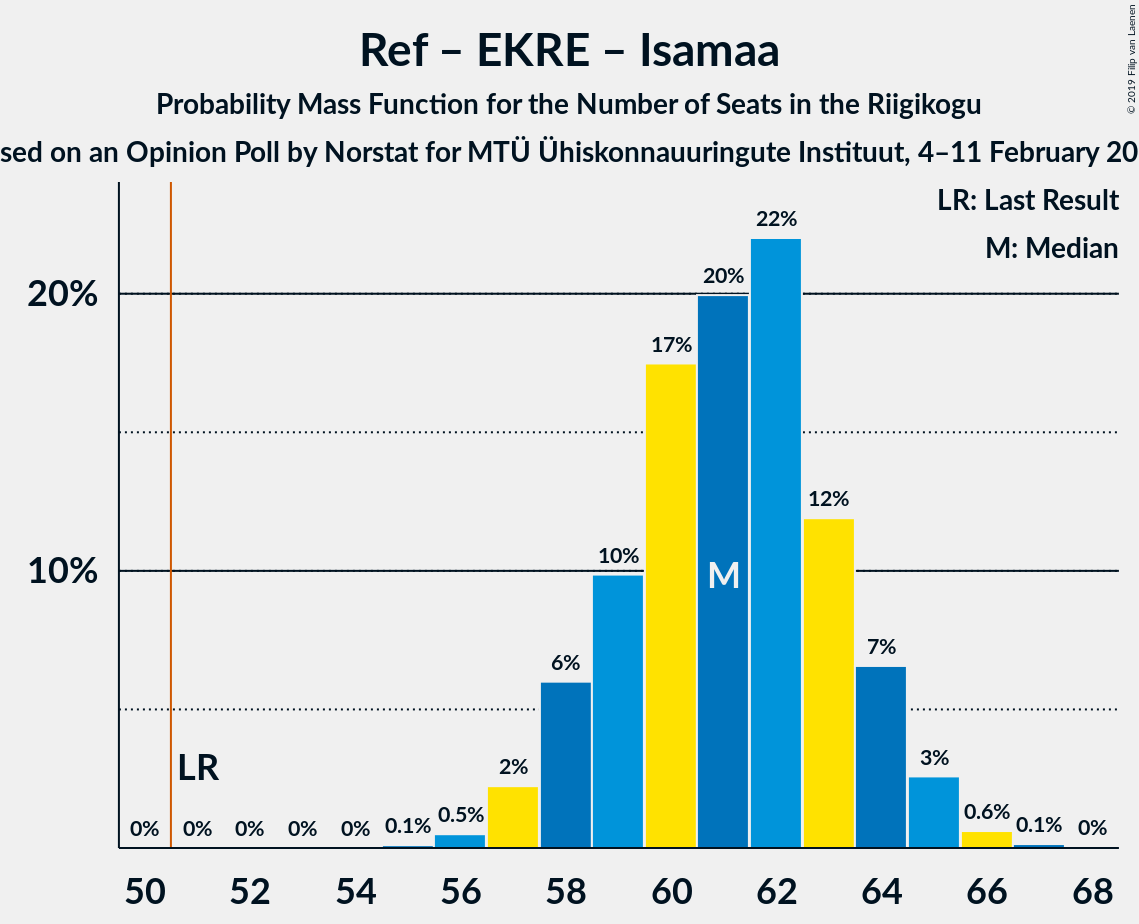 Ref – EKRE – Isamaa
Probability Mass Function for the Number of Seats in the Riigikogu
sed on an Opinion Poll by Norstat for MTÜ Ühiskonnauuringute Instituut, 4–11 February 20
© 2019 Filip van Laenen
LR: Last Result
M: Median
20%
10%
0% 0% 0% 0% 0% 0.1% 0.5% 2% 6% 10% 17% 20% 22% 12% 7% 3% 0.6% 0.1% 0%
LR
M
50 52 54 56 58 60 62 64 66 68